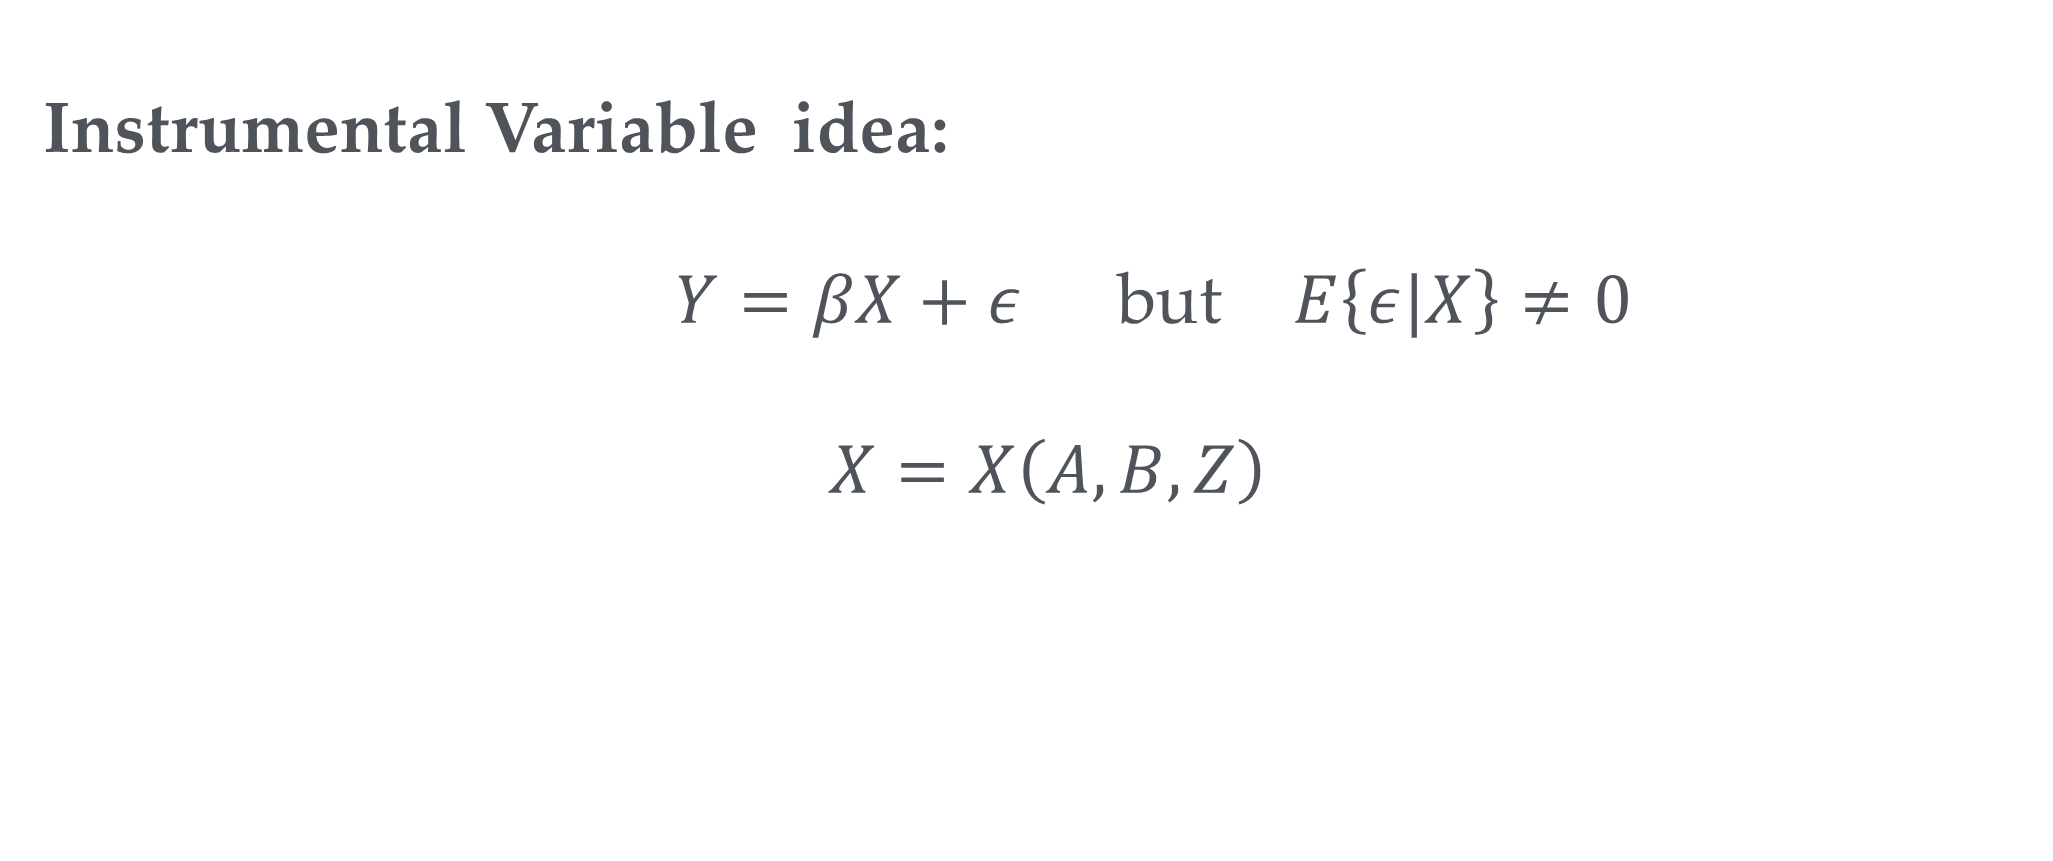 Instrumental Variable idea:
Y = βX + ϵ but E{ϵ|X} ≠ 0
X = X(A, B, Z)